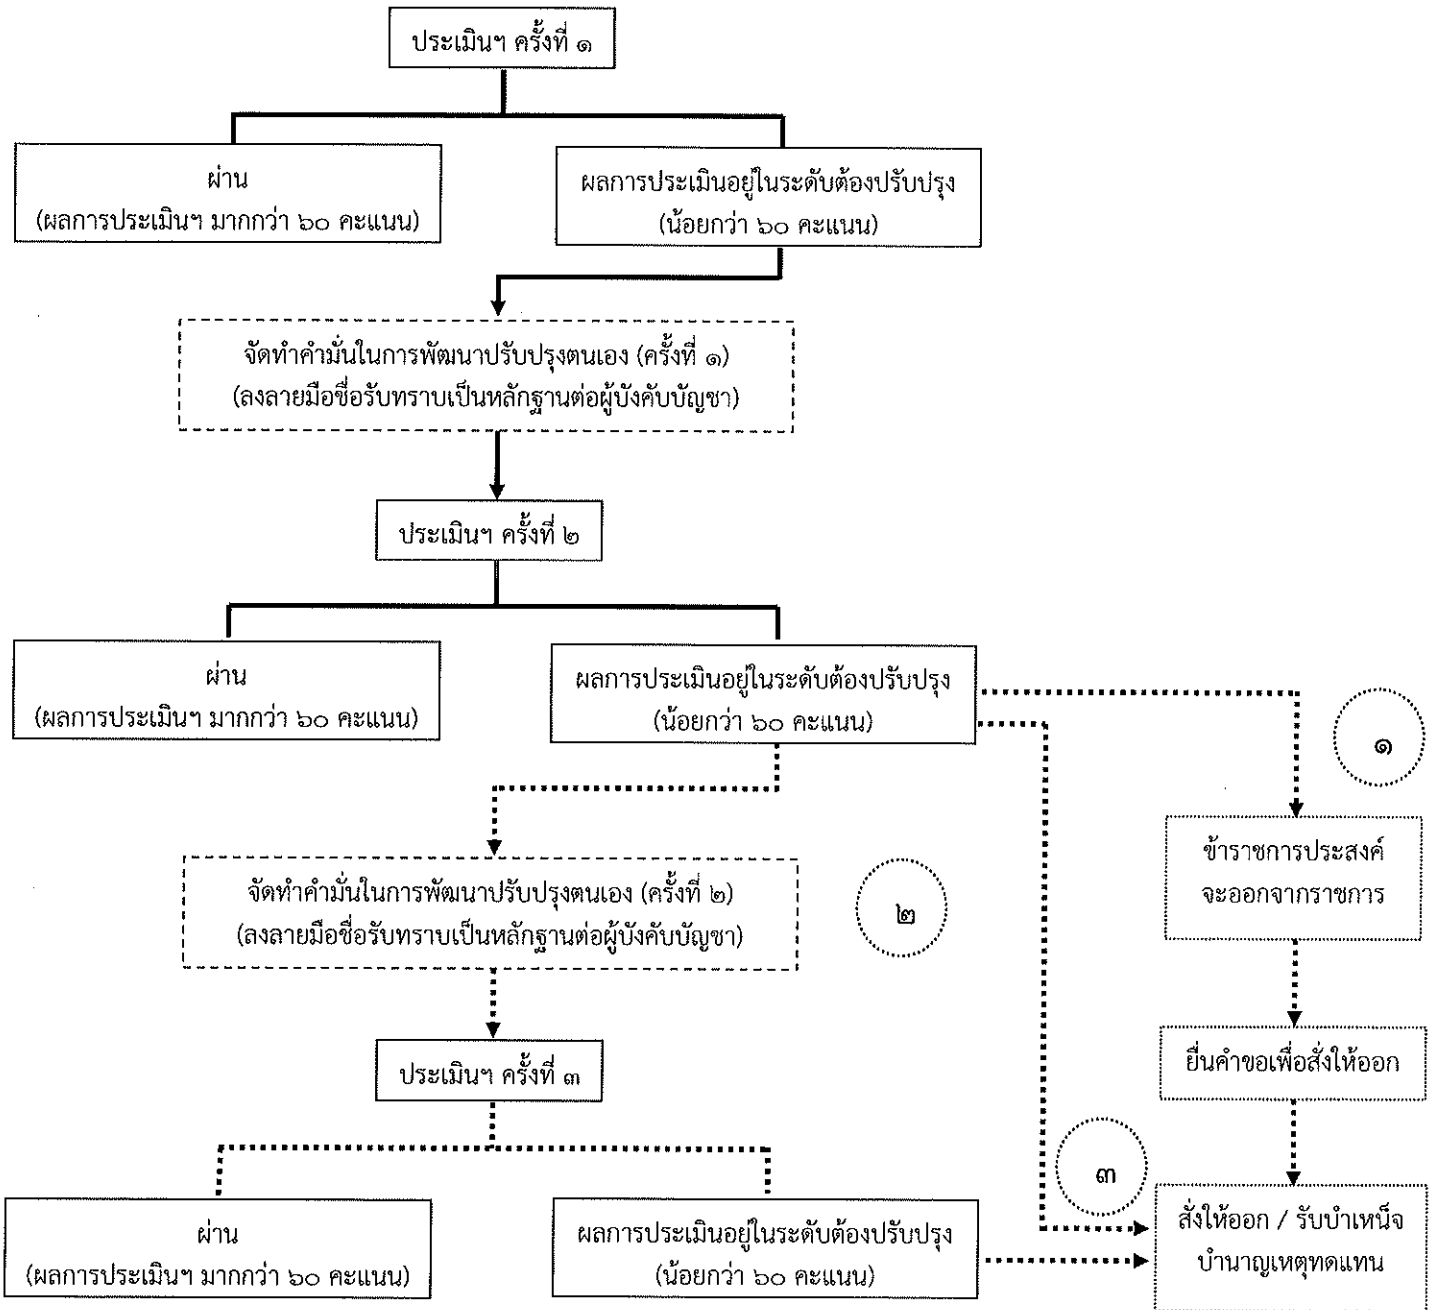 ประเมินฯ ครั้งที่ ๑
ผ่าน
(ผลการประเมินฯ มากกว่า ๖๐ คะแนน)
ผลการประเมินอยู่ในระดับต้องปรับปรุง
(น้อยกว่า ๖๐ คะแนน)
จัดทำคำมั่นในการพัฒนาปรับปรุงตนเอง (ครั้งที่ ๑)
(ลงลายมือชื่อรับทราบเป็นหลักฐานต่อผู้บังคับบัญชา)
ประเมินฯ ครั้งที่ ๒
ผ่าน
(ผลการประเมินฯ มากกว่า ๖๐ คะแนน)
ผลการประเมินอยู่ในระดับต้องปรับปรุง
(น้อยกว่า ๖๐ คะแนน)
๑
ข้าราชการประสงค์
จะออกจากราชการ
จัดทำคำมั่นในการพัฒนาปรับปรุงตนเอง (ครั้งที่ ๒)
(ลงลายมือชื่อรับทราบเป็นหลักฐานต่อผู้บังคับบัญชา)
๒
ยื่นคำขอเพื่อสั่งให้ออก
ประเมินฯ ครั้งที่ ๓
๓
ผ่าน
(ผลการประเมินฯ มากกว่า ๖๐ คะแนน)
ผลการประเมินอยู่ในระดับต้องปรับปรุง
(น้อยกว่า ๖๐ คะแนน)
สั่งให้ออก / รับบำเหน็จ
บำนาญเหตุทดแทน